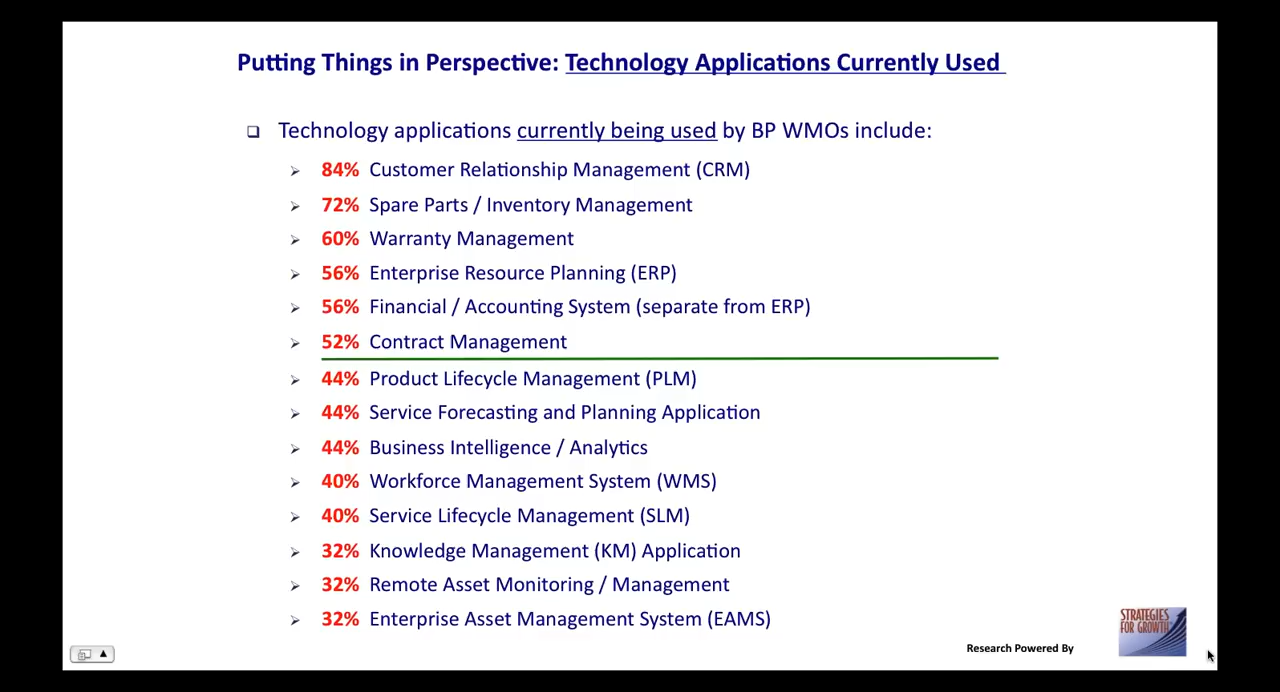 Putting Things in Perspective: Technology Applications Currently Used
Technology applications currently being used by BP WMOs include:
84% Customer Relationship Management (CRM)
72% Spare Parts / Inventory Management
60% Warranty Management
56% Enterprise Resource Planning (ERP)
56% Financial / Accounting System (separate from ERP)
52% Contract Management
44% Product Lifecycle Management (PLM)
44% Service Forecasting and Planning Application
44% Business Intelligence / Analytics
40% Workforce Management System (WMS)
40% Service Lifecycle Management (SLM)
32% Knowledge Management (KM) Application
32% Remote Asset Monitoring / Management
32% Enterprise Asset Management System (EAMS)
Research Powered By
STRATEGIES
FOR GROWTH